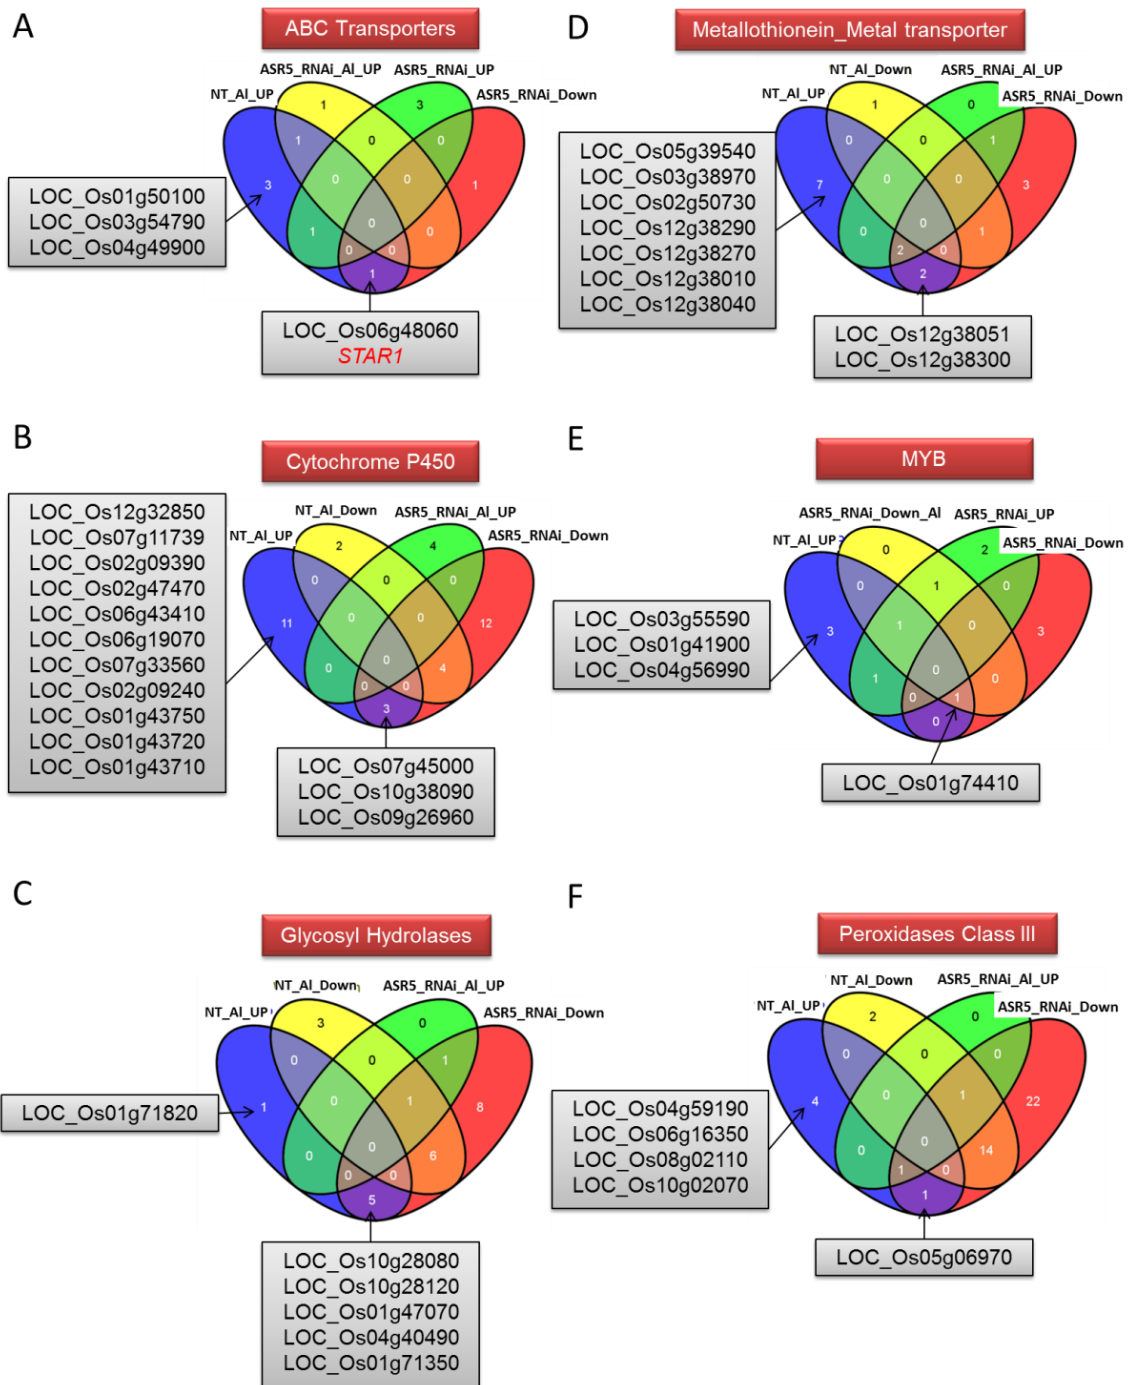 A
ABC Transporters
ASR5_RNAi_Al_UP
ASR5_RNAi_UP
NT_Al_UP
ASR5_RNAi_Down
1
3
1
0
0
3
0
0
1
1
0
0
0
0
0
1
LOC_Os01g50100
LOC_Os03g54790
LOC_Os04g49900
LOC_Os06g48060
STAR1
B
Cytochrome P450
NT_Al_Down
ASR5_RNAi_Al_UP
NT_Al_UP
ASR5_RNAi_Down
2
4
0
0
0
11
0
0
12
0
0
4
0
0
3
LOC_Os12g32850
LOC_Os07g11739
LOC_Os02g09390
LOC_Os02g47470
LOC_Os06g43410
LOC_Os06g19070
LOC_Os07g33560
LOC_Os02g09240
LOC_Os01g43750
LOC_Os01g43720
LOC_Os01g43710
LOC_Os07g45000
LOC_Os10g38090
LOC_Os09g26960
C
Glycosyl Hydrolases
NT_Al_Down
ASR5_RNAi_Al_UP
NT_Al_UP
ASR5_RNAi_Down
3
0
0
0
1
1
0
1
8
0
0
6
0
0
5
LOC_Os01g71820
LOC_Os10g28080
LOC_Os10g28120
LOC_Os01g47070
LOC_Os04g40490
LOC_Os01g71350
D
Metallothionein_Metal transporter
NT_Al_Down
ASR5_RNAi_Al_UP
NT_Al_UP
ASR5_RNAi_Down
1
0
0
0
1
7
0
0
3
0
0
1
2
0
2
LOC_Os05g39540
LOC_Os03g38970
LOC_Os02g50730
LOC_Os12g38290
LOC_Os12g38270
LOC_Os12g38010
LOC_Os12g38040
LOC_Os12g38051
LOC_Os12g38300
E
MYB
ASR5_RNAi_Down_Al
ASR5_RNAi_UP
NT_Al_UP
ASR5_RNAi_Down
0
2
0
1
0
3
1
0
3
1
0
0
0
1
0
LOC_Os03g55590
LOC_Os01g41900
LOC_Os04g56990
LOC_Os01g74410
F
Peroxidases Class III
NT_Al_Down
ASR5_RNAi_Al_UP
NT_Al_UP
ASR5_RNAi_Down
2
0
0
0
0
4
0
1
22
0
0
14
1
0
1
LOC_Os04g59190
LOC_Os06g16350
LOC_Os08g02110
LOC_Os10g02070
LOC_Os05g06970